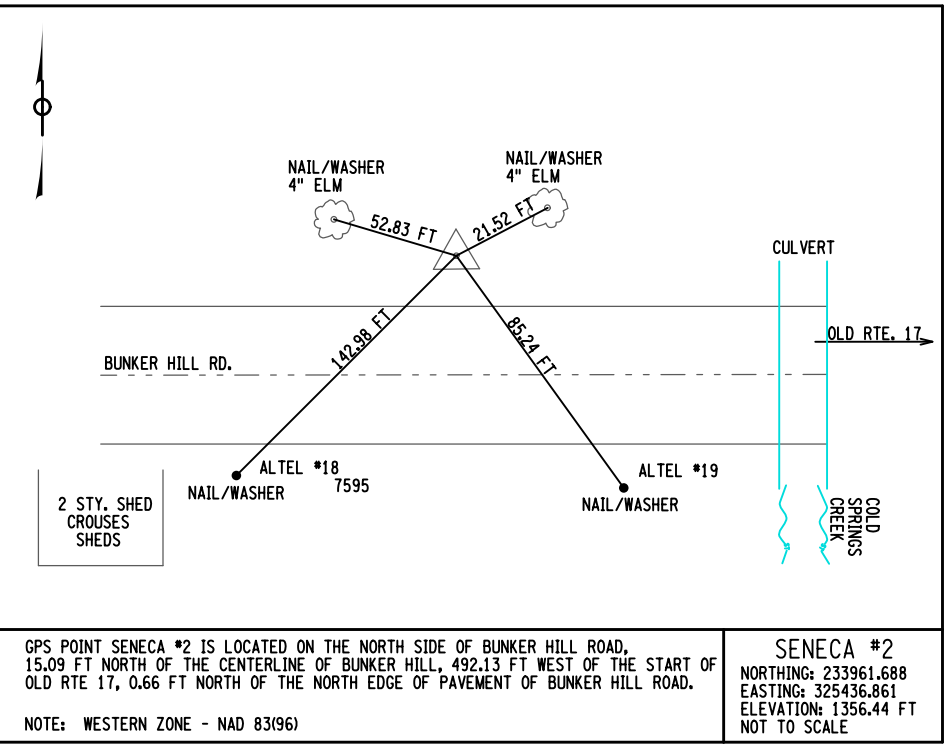 NAIL/WASHER
4" ELM
NAIL/WASHER
4" ELM
52.83 FT
21.52 FT
CULVERT
142.98 FT
85.24 FT
OLD RTE. 17
BUNKER HILL RD.
ALTEL #18
7595
NAIL/WASHER
ALTEL #19
NAIL/WASHER
2 STY. SHED
CROUSES
SHEDS
COLD
SPRINGS
CREEK
GPS POINT SENECA #2 IS LOCATED ON THE NORTH SIDE OF BUNKER HILL ROAD,
15.09 FT NORTH OF THE CENTERLINE OF BUNKER HILL, 492.13 FT WEST OF THE START OF
OLD RTE 17, 0.66 FT NORTH OF THE NORTH EDGE OF PAVEMENT OF BUNKER HILL ROAD.
NOTE: WESTERN ZONE - NAD 83(96)
SENECA #2
NORTHING: 233961.688
EASTING: 325436.861
ELEVATION: 1356.44 FT
NOT TO SCALE